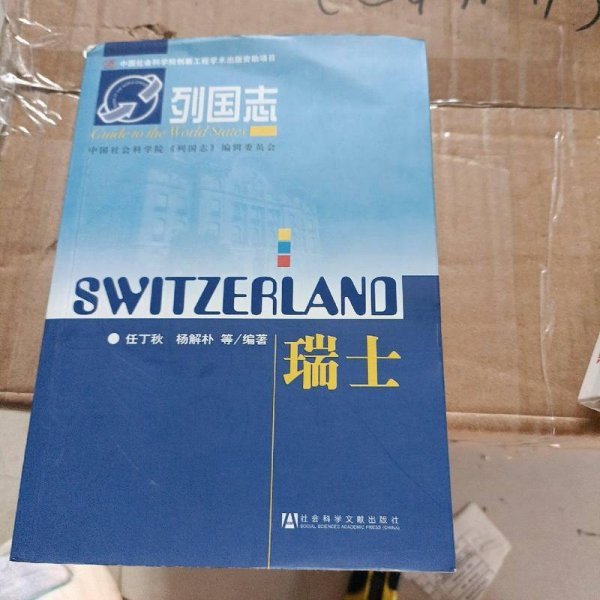 中国社会科学院创新工程学术出版资助项目
列国志
Guide to the World States
中国社会科学院《列国志》编辑委员会
SWITZERLAND
任丁秋 杨解朴 等/编著
瑞士
社会科学文献出版社
SOCIAL SCIENCES ACADEMIC PRESS (CHINA)